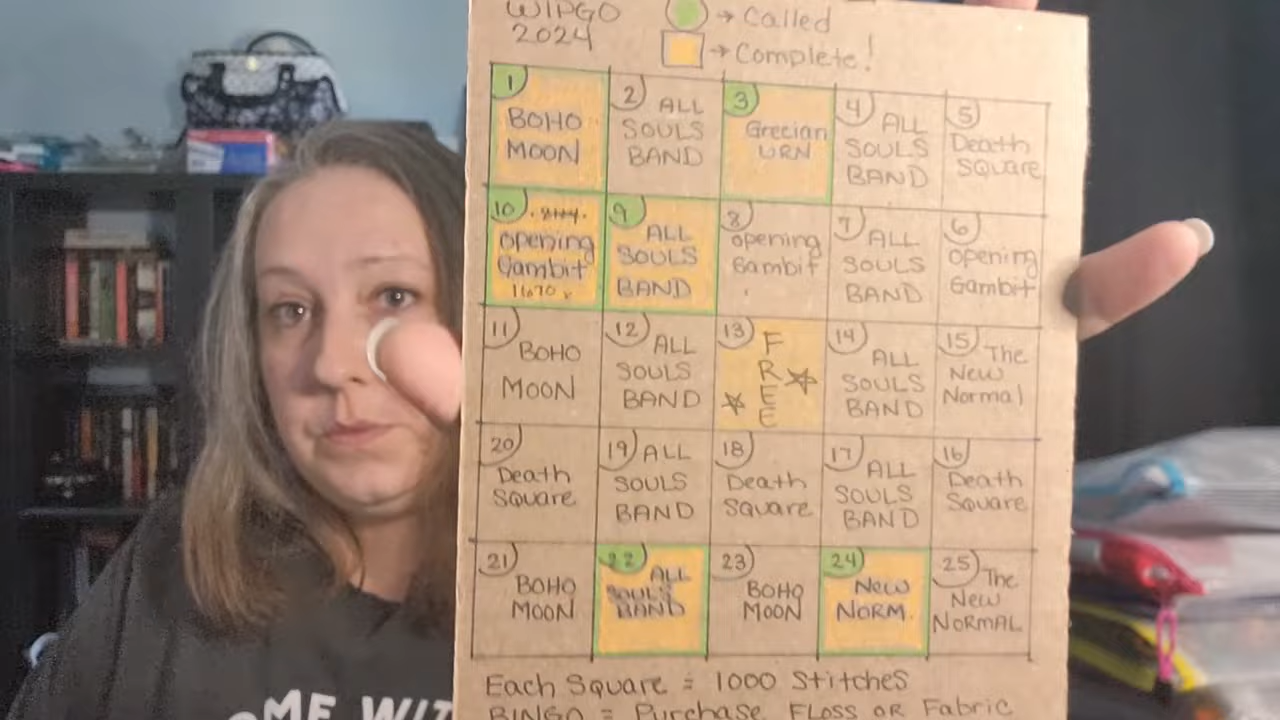 WIPGO → Called
2024 → Complete!
1 BOHO MOON
2 ALL SOULS BAND
3 Grecian URN
4 ALL SOULS BAND
5 Death Square
10 Opening Gambit 1670
9 ALL SOULS BAND
8 opening Gambit
7 ALL SOULS BAND
6 opening Gambit
11 BOHO MOON
12 ALL SOULS BAND
13 FREE
14 ALL SOULS BAND
15 The New Normal
20 Death Square
19 ALL SOULS BAND
18 Death Square
17 ALL SOULS BAND
16 Death Square
21 BOHO MOON
22 ALL SOULS BAND
23 BOHO MOON
24 NEW NORM.
25 The New NORMAL
Each Square = 1000 Stitches
BINGO = Purchase FLOSS OR FABRIC
OME WIT